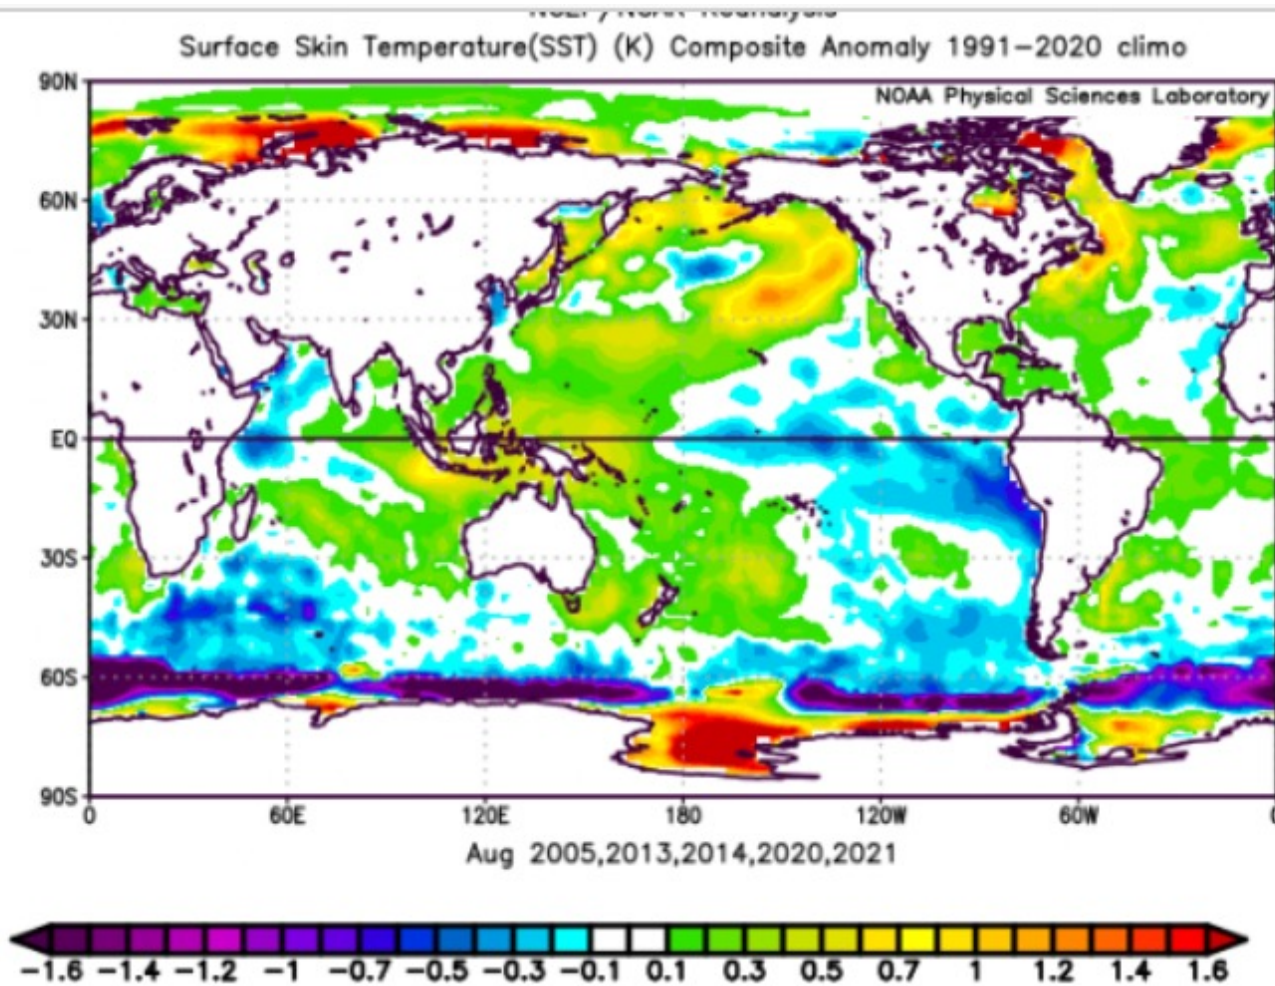 Surface Skin Temperature(SST) (K) Composite Anomaly 1991-2020 climo
NOAA Physical Sciences Laboratory
90N
60N
30N
EQ
30S
60S
90S
0 60E 120E 180 120W 60W
Aug 2005,2013,2014,2020,2021
-1.6 -1.4 -1.2 -1 -0.7 -0.5 -0.3 -0.1 0.1 0.3 0.5 0.7 1 1.2 1.4 1.6